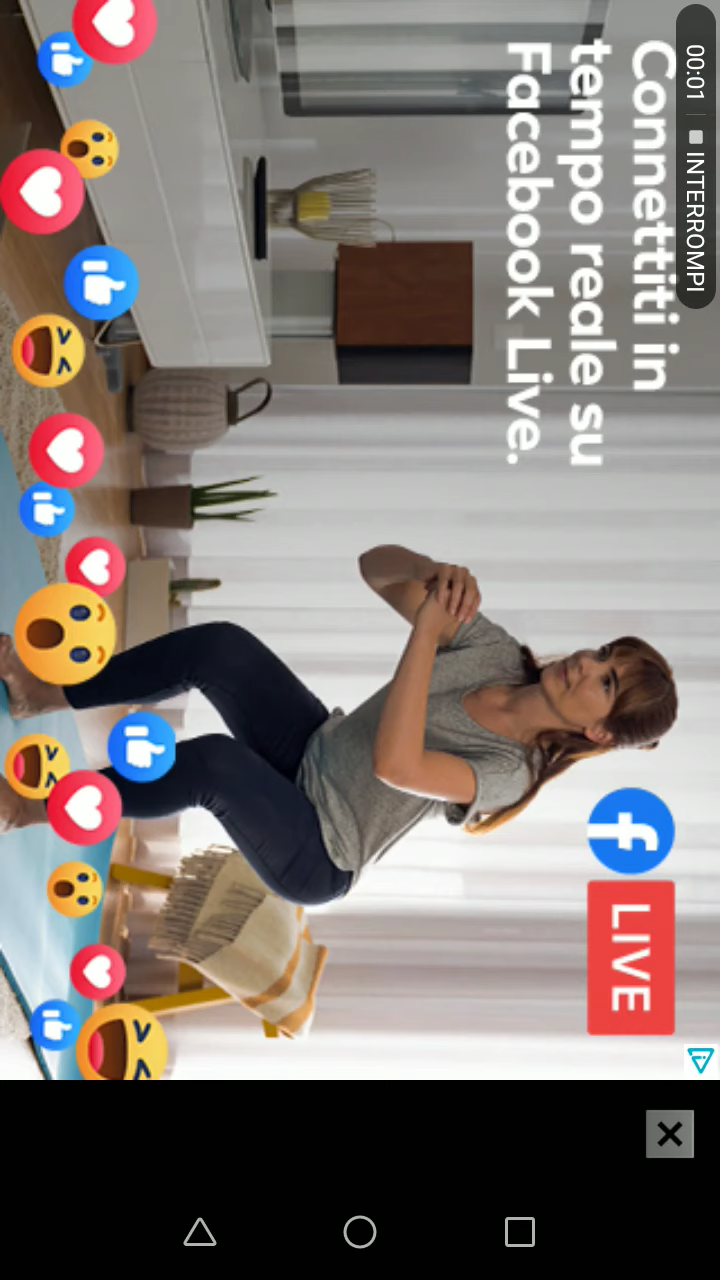 00:01 INTERROMPI
Connettiti in
tempo reale su
Facebook Live.
f LIVE